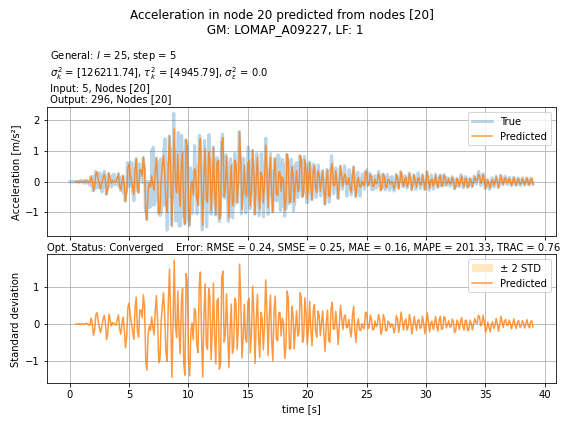 Acceleration in node 20 predicted from nodes [20]
GM: LOMAP_A09227, LF: 1
General: l = 25, step = 5
σ²ₖ = [126211.74], τ²ₖ = [4945.79], σ²ε = 0.0
Input: 5, Nodes [20]
Output: 296, Nodes [20]
Acceleration [m/s²]
2
1
0
−1
True
Predicted
Opt. Status: Converged    Error: RMSE = 0.24, SMSE = 0.25, MAE = 0.16, MAPE = 201.33, TRAC = 0.76
Standard deviation
1
0
−1
± 2 STD
Predicted
0 5 10 15 20 25 30 35 40
time [s]